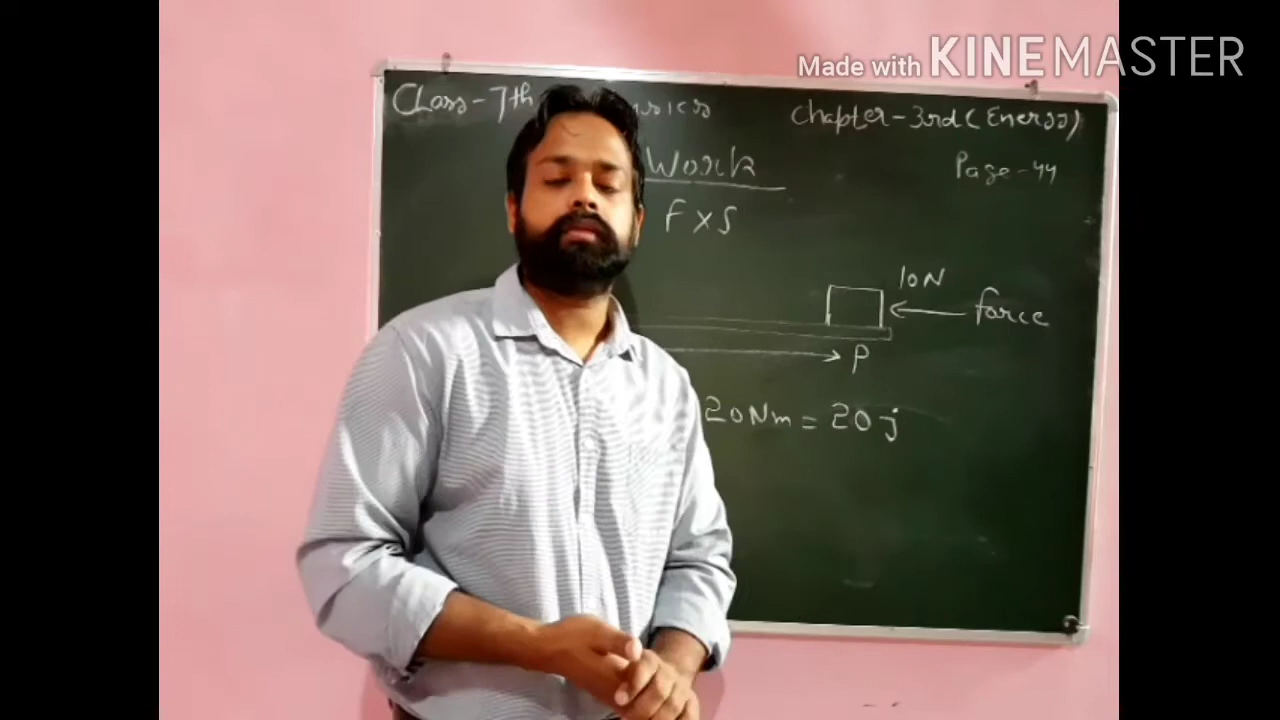 Made with KINEMASTER
Class-7th
Chapter-3rd (Energy)
Work
Page-44
F x S
10N
force
P
20Nm = 20j